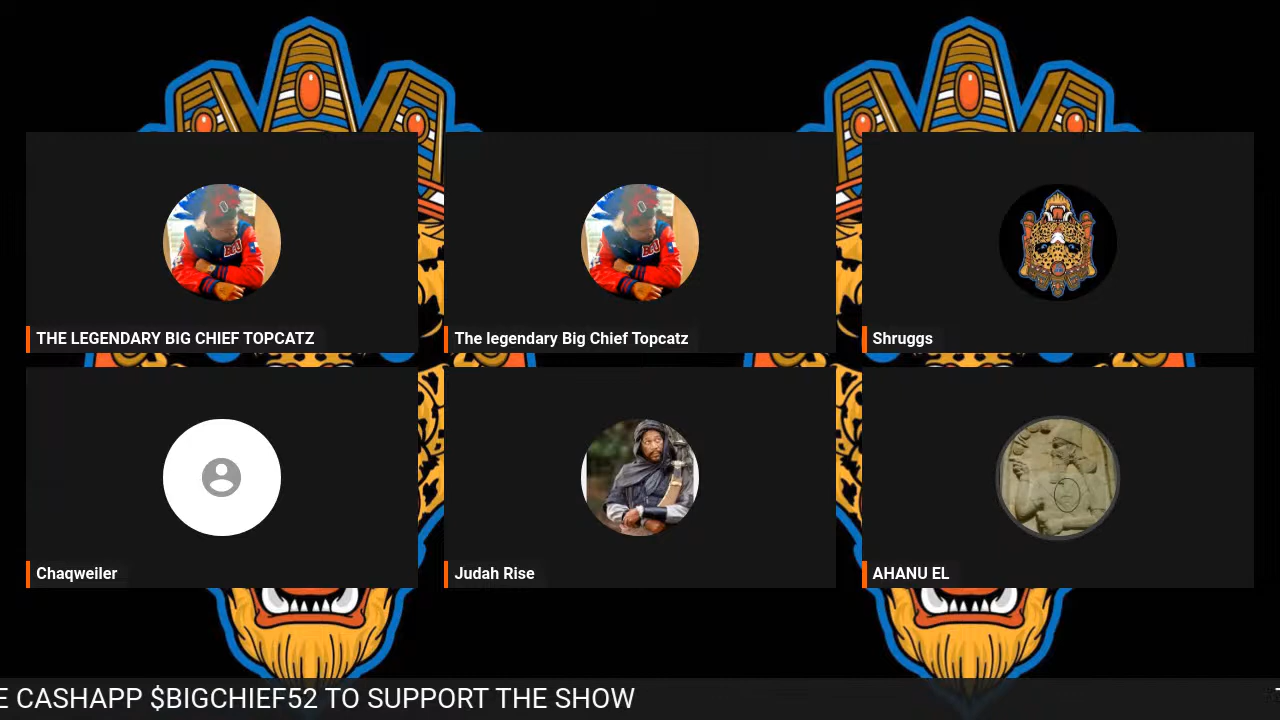 THE LEGENDARY BIG CHIEF TOPCATZ
The legendary Big Chief Topcatz
Shruggs
Chaqweiler
Judah Rise
AHANU EL
E CASHAPP $BIGCHIEF52 TO SUPPORT THE SHOW